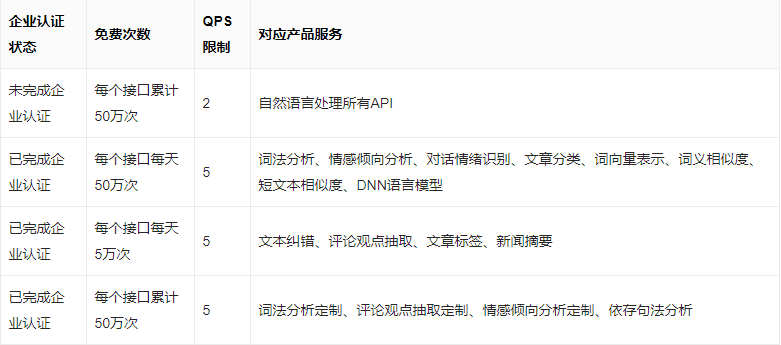 企业认证
状态
免费次数
QPS
限制
对应产品服务
未完成企
业认证
每个接口累计
50万次
2
自然语言处理所有API
已完成企
业认证
每个接口每天
50万次
5
词法分析、情感倾向分析、对话情绪识别、文章分类、词向量表示、词义相似度、
短文本相似度、DNN语言模型
已完成企
业认证
每个接口每天
5万次
5
文本纠错、评论观点抽取、文章标签、新闻摘要
已完成企
业认证
每个接口累计
50万次
5
词法分析定制、评论观点抽取定制、情感倾向分析定制、依存句法分析